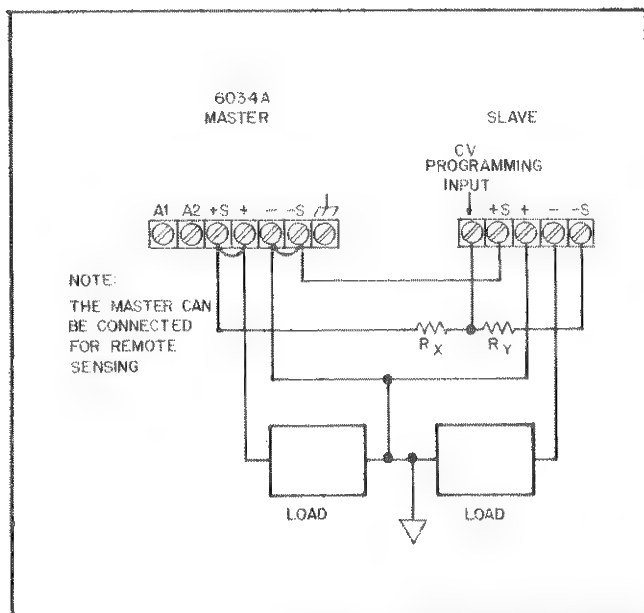 6034A
MASTER
SLAVE
CV
PROGRAMMING
INPUT
A1 A2 +S + - -S
+S + - -S
NOTE:
THE MASTER CAN
BE CONNECTED
FOR REMOTE
SENSING
RX RY
LOAD
LOAD